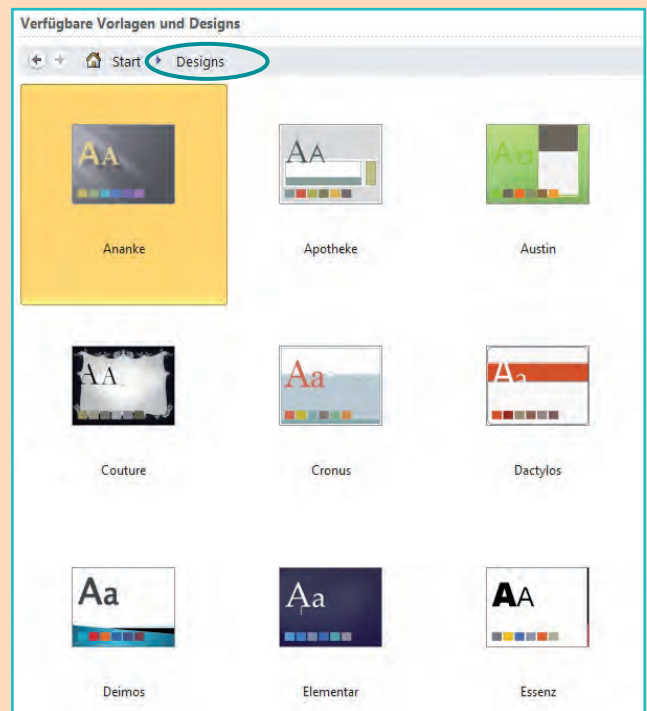 Verfügbare Vorlagen und Designs
Start Designs
AA AA Aa
Ananke Apotheke Austin
AA Aa Aa
Couture Cronus Dactylos
Aa Aa AA
Deimos Elementar Essenz